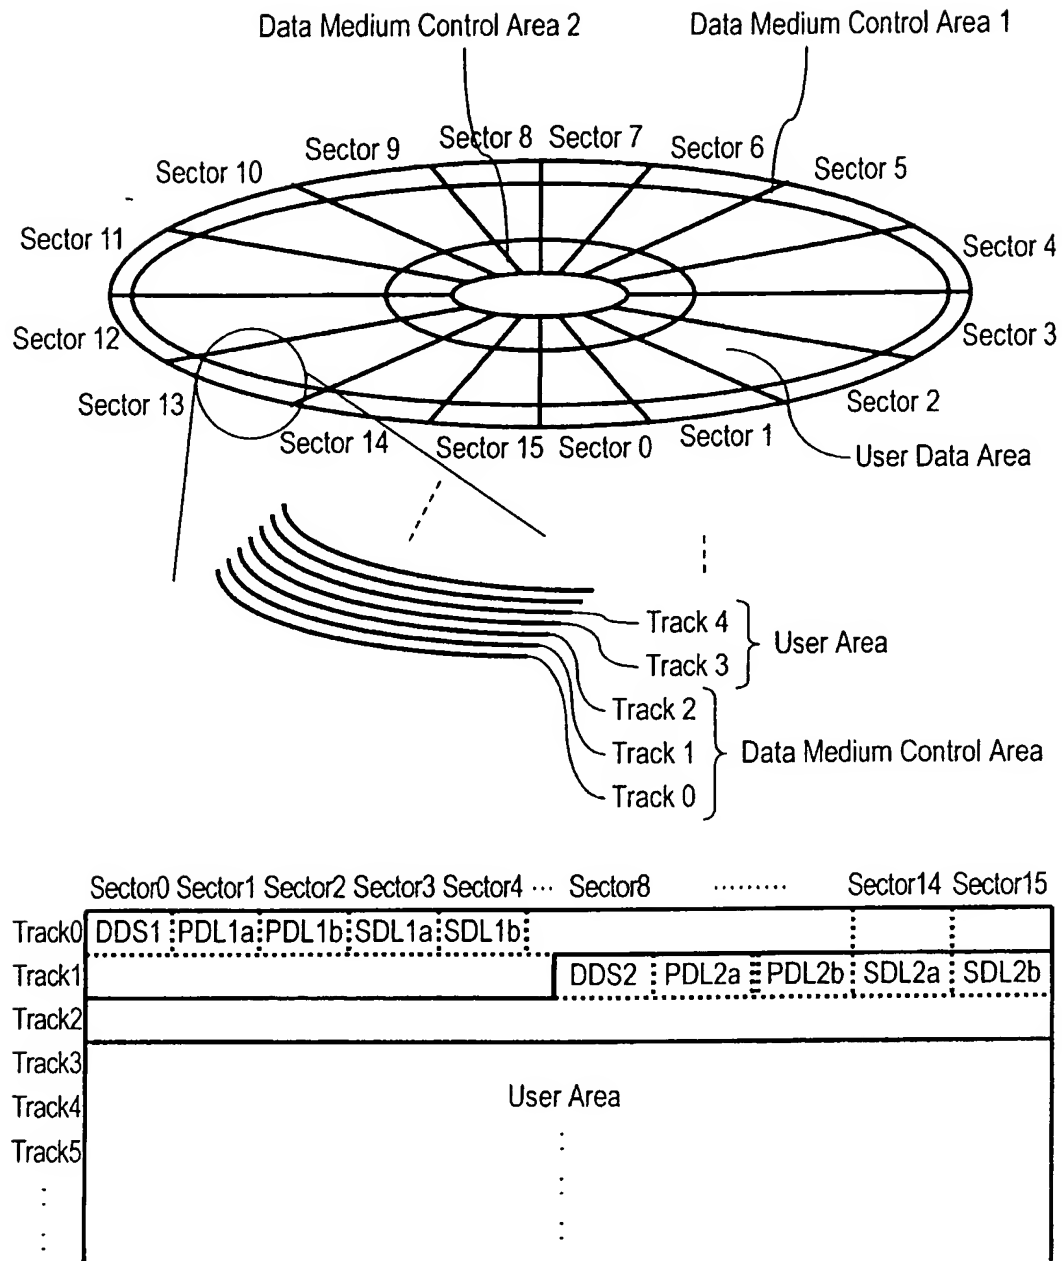 Data Medium Control Area 2
Data Medium Control Area 1
Sector 8
Sector 7
Sector 9
Sector 6
Sector 10
Sector 5
Sector 11
Sector 4
Sector 12
Sector 3
Sector 13
Sector 2
Sector 14
Sector 15
Sector 0
Sector 1
User Data Area
Track 4
User Area
Track 3
Track 2
Track 1
Data Medium Control Area
Track 0
Sector0 Sector1 Sector2 Sector3 Sector4 ··· Sector8 ········· Sector14 Sector15
Track0 DDS1 PDL1a PDL1b SDL1a SDL1b
Track1 DDS2 PDL2a PDL2b SDL2a SDL2b
Track2
Track3
User Area
Track4
Track5